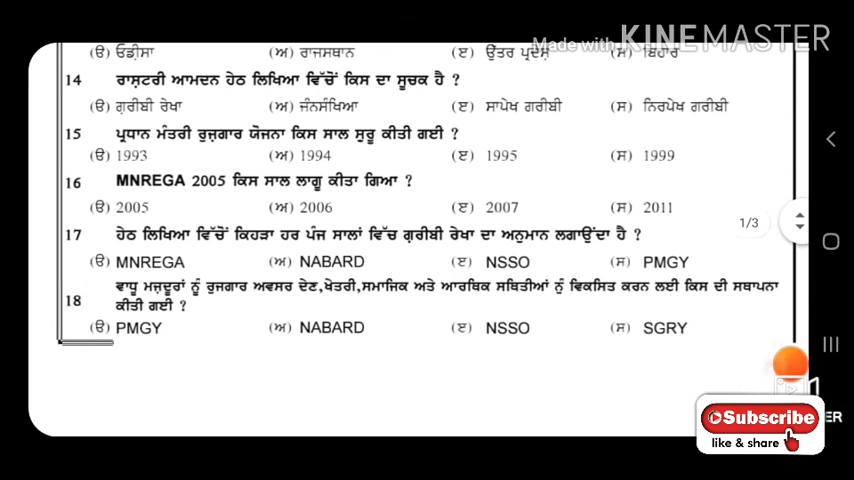 Made with KINEMASTER
(ੳ) ਓਡੀਸਾ (ਅ) ਰਾਜਸਥਾਨ (ੲ) ਉੱਤਰ ਪ੍ਰਦੇਸ਼ (ਸ) ਬਿਹਾਰ
14 ਰਾਸ਼ਟਰੀ ਆਮਦਨ ਹੇਠ ਲਿਖਿਆ ਵਿੱਚੋਂ ਕਿਸ ਦਾ ਸੂਚਕ ਹੈ ?
(ੳ) ਗ਼ਰੀਬੀ ਰੇਖਾ (ਅ) ਜੰਨਸੰਖਿਆ (ੲ) ਸਾਪੇਖ ਗਰੀਬੀ (ਸ) ਨਿਰਪੇਖ ਗਰੀਬੀ
15 ਪ੍ਰਧਾਨ ਮੰਤਰੀ ਰੁਜ਼ਗਾਰ ਯੋਜਨਾ ਕਿਸ ਸਾਲ ਸੁਰੂ ਕੀਤੀ ਗਈ ?
(ੳ) 1993 (ਅ) 1994 (ੲ) 1995 (ਸ) 1999
16 MNREGA 2005 ਕਿਸ ਸਾਲ ਲਾਗੂ ਕੀਤਾ ਗਿਆ ?
(ੳ) 2005 (ਅ) 2006 (ੲ) 2007 (ਸ) 2011
1/3
17 ਹੇਠ ਲਿਖਿਆ ਵਿੱਚੋਂ ਕਿਹੜਾ ਹਰ ਪੰਜ ਸਾਲਾਂ ਵਿੱਚ ਗ਼ਰੀਬੀ ਰੇਖਾ ਦਾ ਅਨੁਮਾਨ ਲਗਾਉਂਦਾ ਹੈ ?
(ੳ) MNREGA (ਅ) NABARD (ੲ) NSSO (ਸ) PMGY
18 ਵਾਧੂ ਮਜ਼ਦੂਰਾਂ ਨੂੰ ਰੁਜਗਾਰ ਅਵਸਰ ਦੇਣ,ਖੇਤਰੀ,ਸਮਾਜਿਕ ਅਤੇ ਆਰਥਿਕ ਸਥਿਤੀਆਂ ਨੂੰ ਵਿਕਸਿਤ ਕਰਨ ਲਈ ਕਿਸ ਦੀ ਸਥਾਪਨਾ
ਕੀਤੀ ਗਈ ?
(ੳ) PMGY (ਅ) NABARD (ੲ) NSSO (ਸ) SGRY
Subscribe
like & share